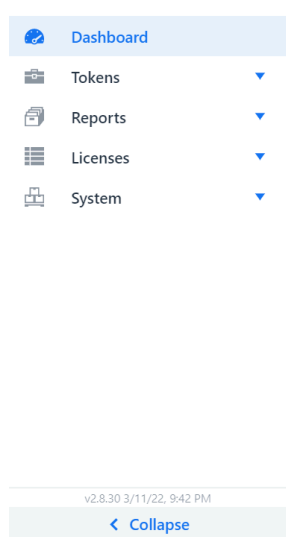 Dashboard
Tokens
Reports
Licenses
System
v2.8.30 3/11/22, 9:42 PM
Collapse